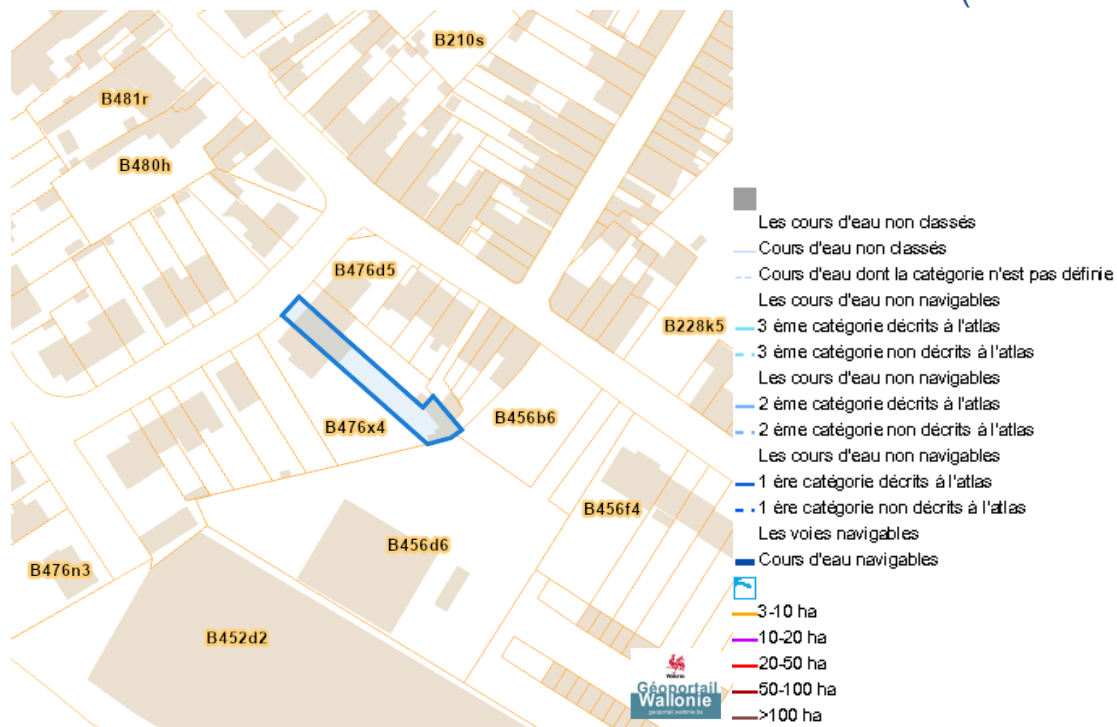 B210s
B481r
B480h
B476d5
B228k5
B476x4
B456b6
B456f4
B456d6
B476n3
B452d2
Wallonie
Géoportail
Wallonie
geoportail.wallonie.be
Les cours d'eau non classés
Cours d'eau non classés
Cours d'eau dont la catégorie n'est pas définie
Les cours d'eau non navigables
3 ème catégorie décrits à l'atlas
3 ème catégorie non décrits à l'atlas
Les cours d'eau non navigables
2 ème catégorie décrits à l'atlas
2 ème catégorie non décrits à l'atlas
Les cours d'eau non navigables
1 ère catégorie décrits à l'atlas
1 ère catégorie non décrits à l'atlas
Les voies navigables
Cours d'eau navigables
3-10 ha
10-20 ha
20-50 ha
50-100 ha
>100 ha